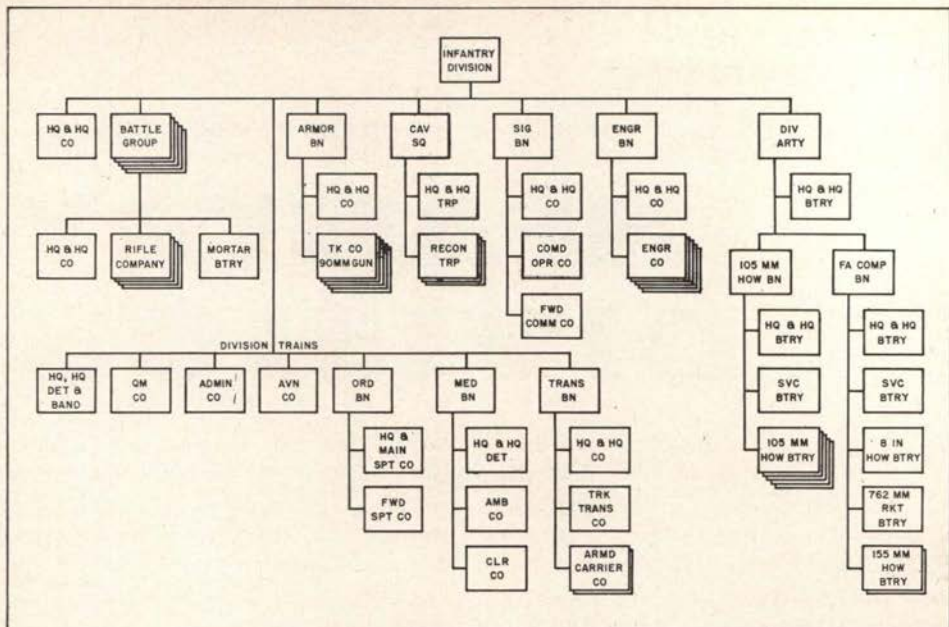 INFANTRY
DIVISION
HQ & HQ
CO
BATTLE
GROUP
ARMOR
BN
CAV
SQ
SIG
BN
ENGR
BN
DIV
ARTY
HQ & HQ
CO
RIFLE
COMPANY
MORTAR
BTRY
HQ & HQ
CO
TK CO
90MMGUN
HQ & HQ
TRP
RECON
TRP
HQ & HQ
CO
COMD
OPR CO
FWD
COMM CO
HQ & HQ
CO
ENGR
CO
HQ & HQ
BTRY
105 MM
HOW BN
FA COMP
BN
HQ & HQ
BTRY
SVC
BTRY
105 MM
HOW BTRY
HQ & HQ
BTRY
SVC
BTRY
8 IN
HOW BTRY
762 MM
RKT
BTRY
155 MM
HOW
BTRY
DIVISION TRAINS
HQ, HQ
DET &
BAND
QM
CO
ADMIN
CO
AVN
CO
ORD
BN
MED
BN
TRANS
BN
HQ &
MAIN
SPT CO
FWD
SPT CO
HQ & HQ
DET
AMB
CO
CLR
CO
HQ & HQ
CO
TRK
TRANS
CO
ARMD
CARRIER
CO